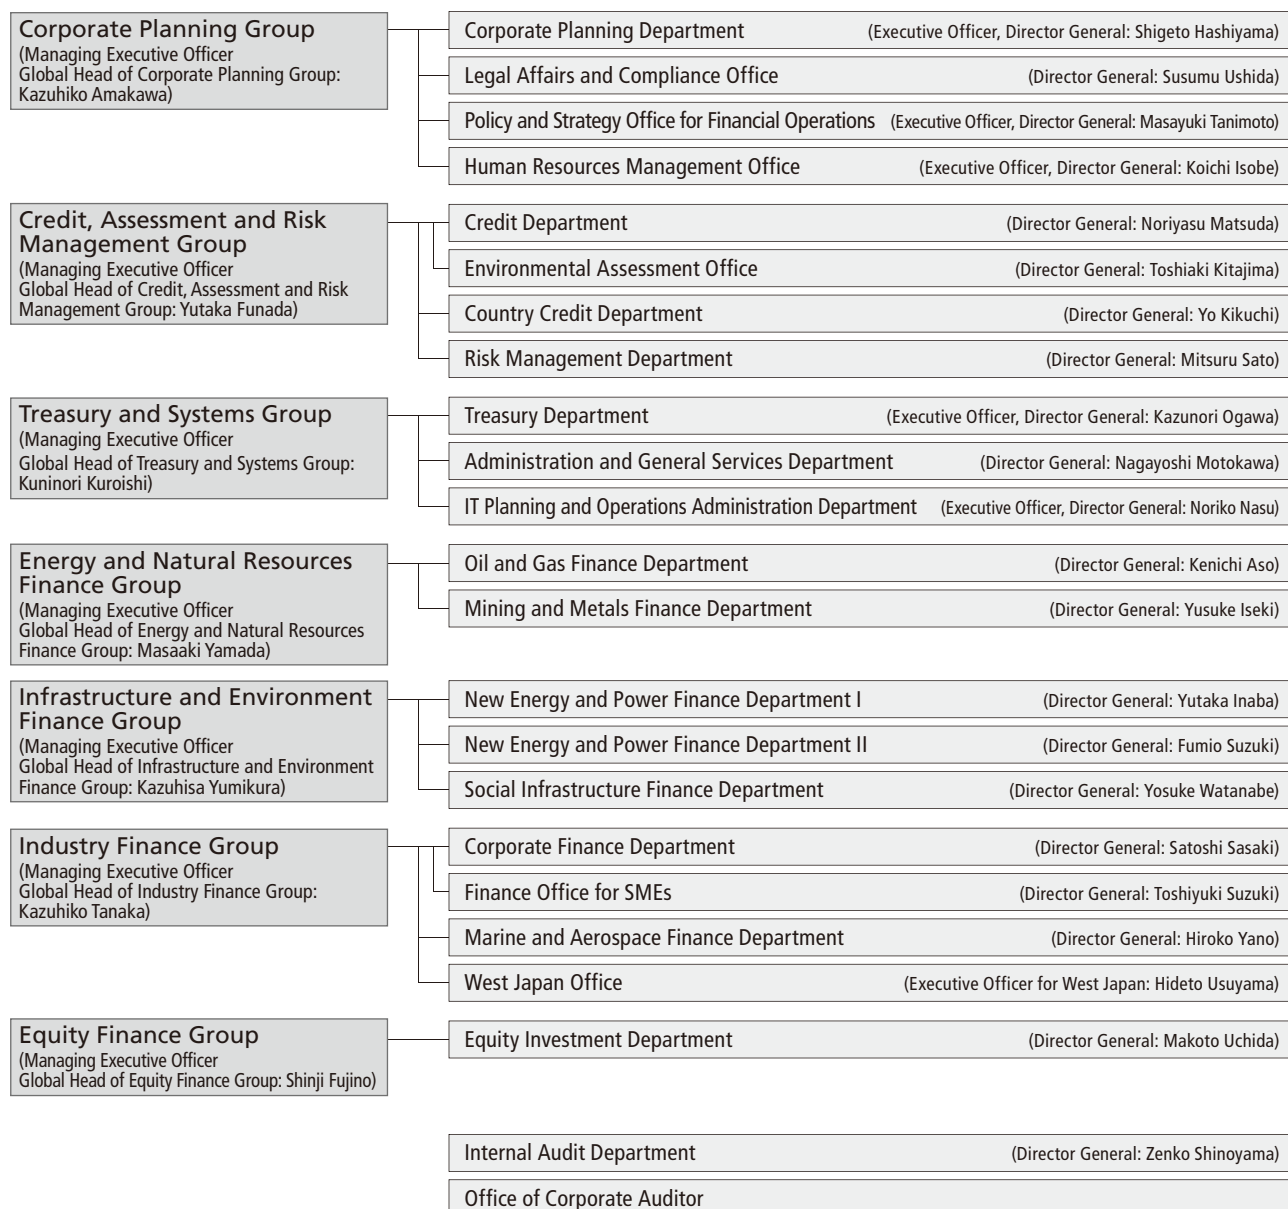 Corporate Planning Group
(Managing Executive Officer
Global Head of Corporate Planning Group:
Kazuhiko Amakawa)
Corporate Planning Department (Executive Officer, Director General: Shigeto Hashiyama)
Legal Affairs and Compliance Office (Director General: Susumu Ushida)
Policy and Strategy Office for Financial Operations (Executive Officer, Director General: Masayuki Tanimoto)
Human Resources Management Office (Executive Officer, Director General: Koichi Isobe)
Credit, Assessment and Risk
Management Group
(Managing Executive Officer
Global Head of Credit, Assessment and Risk
Management Group: Yutaka Funada)
Credit Department (Director General: Noriyasu Matsuda)
Environmental Assessment Office (Director General: Toshiaki Kitajima)
Country Credit Department (Director General: Yo Kikuchi)
Risk Management Department (Director General: Mitsuru Sato)
Treasury and Systems Group
(Managing Executive Officer
Global Head of Treasury and Systems Group:
Kuninori Kuroishi)
Treasury Department (Executive Officer, Director General: Kazunori Ogawa)
Administration and General Services Department (Director General: Nagayoshi Motokawa)
IT Planning and Operations Administration Department (Executive Officer, Director General: Noriko Nasu)
Energy and Natural Resources
Finance Group
(Managing Executive Officer
Global Head of Energy and Natural Resources
Finance Group: Masaaki Yamada)
Oil and Gas Finance Department (Director General: Kenichi Aso)
Mining and Metals Finance Department (Director General: Yusuke Iseki)
Infrastructure and Environment
Finance Group
(Managing Executive Officer
Global Head of Infrastructure and Environment
Finance Group: Kazuhisa Yumikura)
New Energy and Power Finance Department I (Director General: Yutaka Inaba)
New Energy and Power Finance Department II (Director General: Fumio Suzuki)
Social Infrastructure Finance Department (Director General: Yosuke Watanabe)
Industry Finance Group
(Managing Executive Officer
Global Head of Industry Finance Group:
Kazuhiko Tanaka)
Corporate Finance Department (Director General: Satoshi Sasaki)
Finance Office for SMEs (Director General: Toshiyuki Suzuki)
Marine and Aerospace Finance Department (Director General: Hiroko Yano)
West Japan Office (Executive Officer for West Japan: Hideto Usuyama)
Equity Finance Group
(Managing Executive Officer
Global Head of Equity Finance Group: Shinji Fujino)
Equity Investment Department (Director General: Makoto Uchida)
Internal Audit Department (Director General: Zenko Shinoyama)
Office of Corporate Auditor